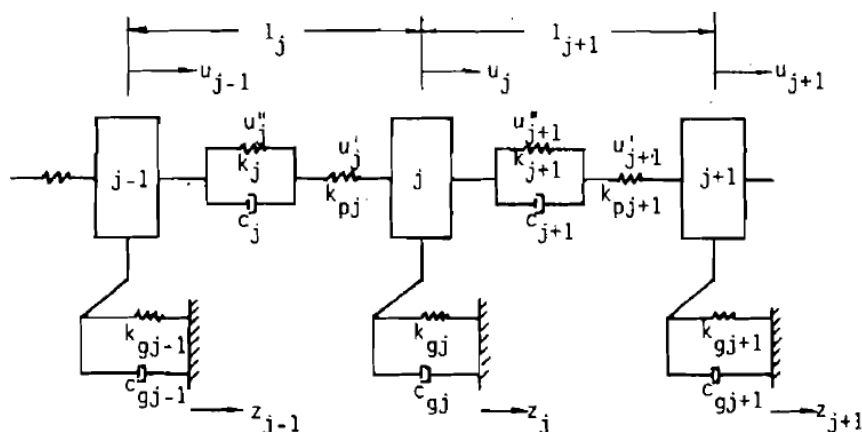 l_j l_{j+1}
u_{j-1} u_j u_{j+1}
u''_j u''_{j+1}
k_j u'_j k_{j+1} u'_{j+1}
j-1 j j+1
c_j k_{pj} c_{j+1} k_{pj+1}
k_{gj-1} k_{gj} k_{gj+1}
c_{gj-1} c_{gj} c_{gj+1}
z_{j-1} z_j z_{j+1}